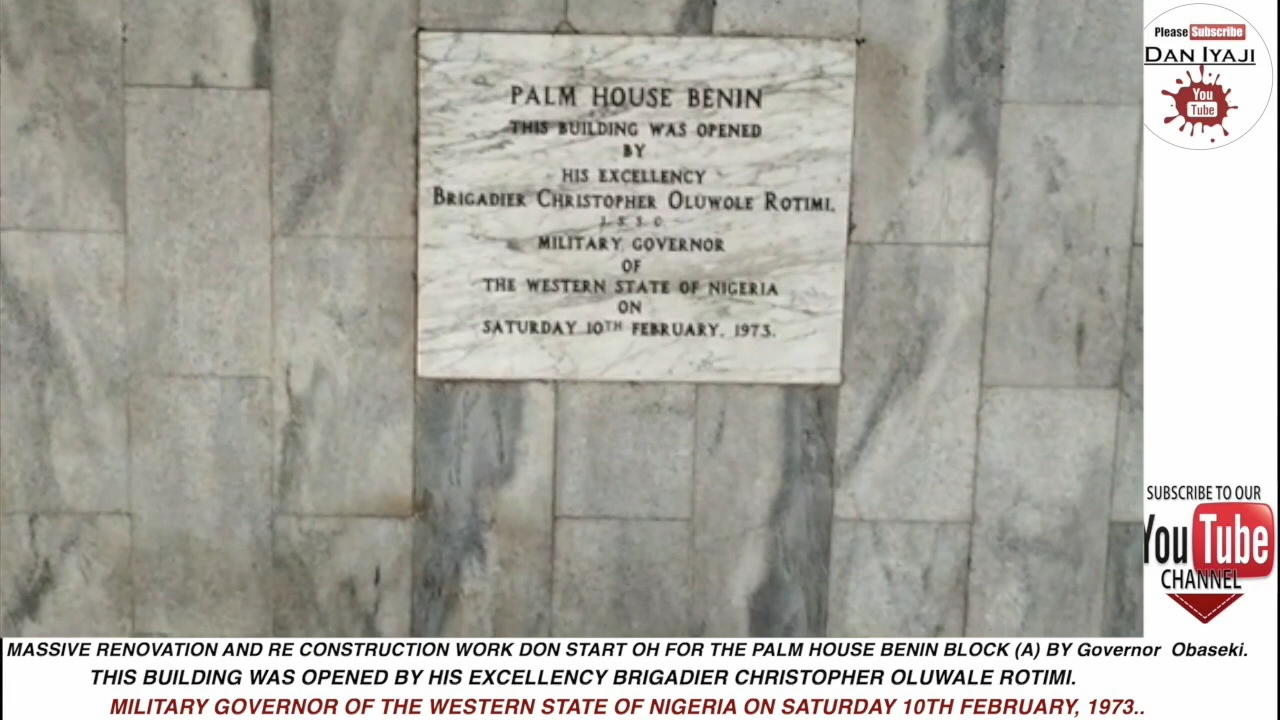 PALM HOUSE BENIN
THIS BUILDING WAS OPENED
BY
HIS EXCELLENCY
BRIGADIER CHRISTOPHER OLUWOLE ROTIMI.
MILITARY GOVERNOR
OF
THE WESTERN STATE OF NIGERIA
ON
SATURDAY 10TH FEBRUARY, 1973.
Please Subscribe
DAN IYAJI
You
Tube
SUBSCRIBE TO OUR
YouTube
CHANNEL
MASSIVE RENOVATION AND RE CONSTRUCTION WORK DON START OH FOR THE PALM HOUSE BENIN BLOCK (A) BY Governor Obaseki.
THIS BUILDING WAS OPENED BY HIS EXCELLENCY BRIGADIER CHRISTOPHER OLUWALE ROTIMI.
MILITARY GOVERNOR OF THE WESTERN STATE OF NIGERIA ON SATURDAY 10TH FEBRUARY, 1973..